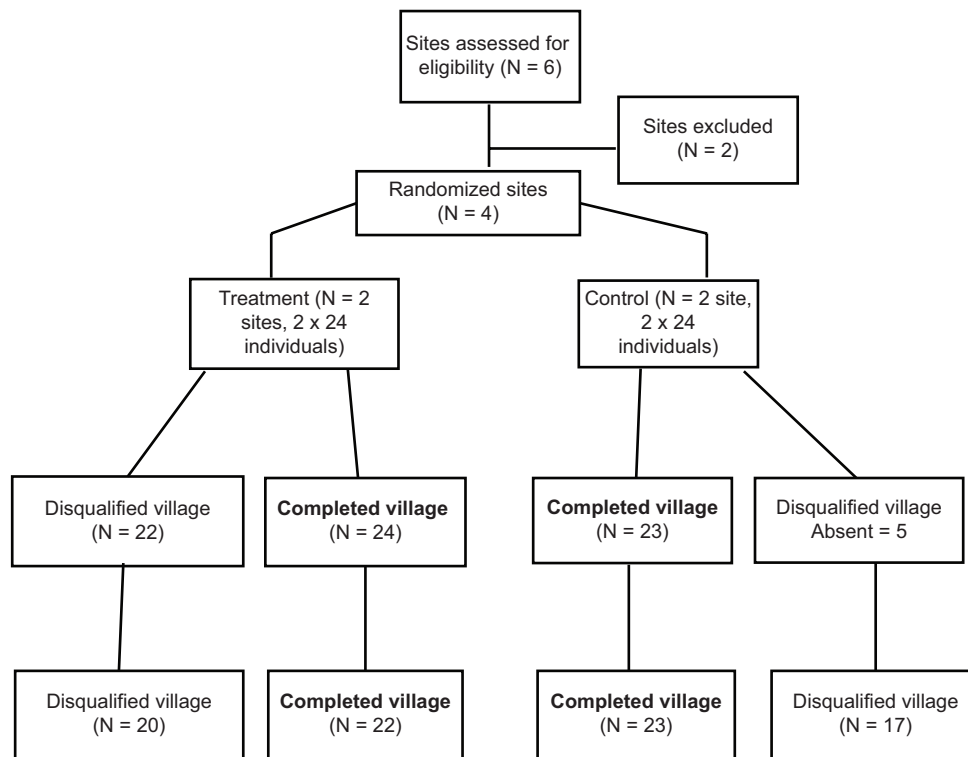 Sites assessed for
eligibility (N = 6)
Sites excluded
(N = 2)
Randomized sites
(N = 4)
Treatment (N = 2
sites, 2 x 24
individuals)
Control (N = 2 site,
2 x 24
individuals)
Disqualified village
(N = 22)
Completed village
(N = 24)
Completed village
(N = 23)
Disqualified village
Absent = 5
Disqualified village
(N = 20)
Completed village
(N = 22)
Completed village
(N = 23)
Disqualified village
(N = 17)